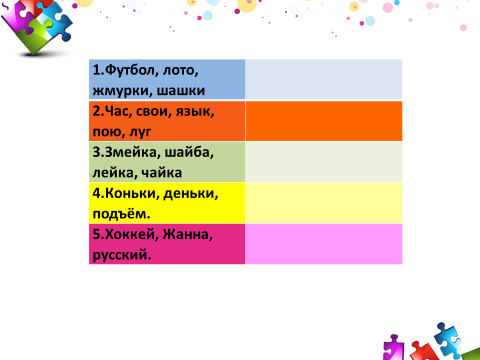 1.Футбол, лото,
жмурки, шашки
2.Час, свои, язык,
пою, луг
3.Змейка, шайба,
лейка, чайка
4.Коньки, деньки,
подъём.
5.Хоккей, Жанна,
русский.